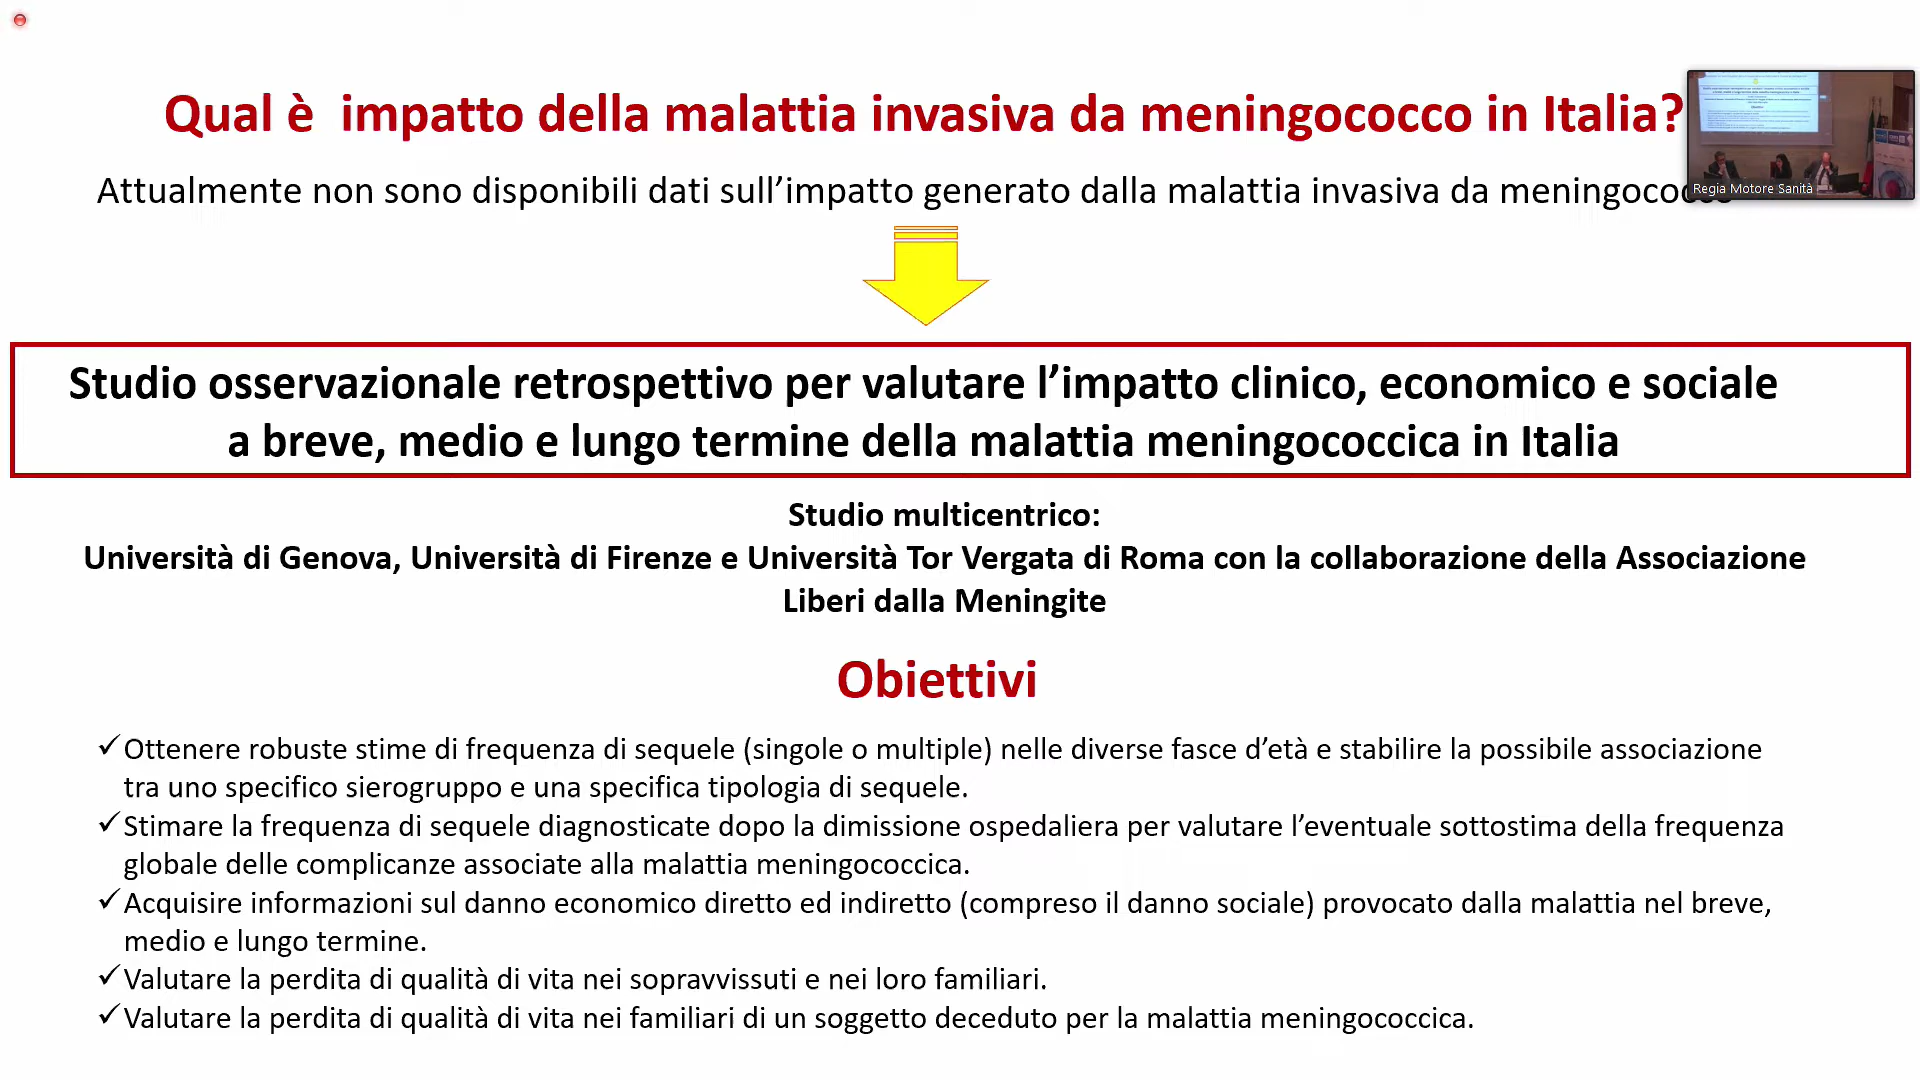 Qual è impatto della malattia invasiva da meningococco in Italia?
Attualmente non sono disponibili dati sull’impatto generato dalla malattia invasiva da meningococco
Regia Motore Sanità
Studio osservazionale retrospettivo per valutare l’impatto clinico, economico e sociale
a breve, medio e lungo termine della malattia meningococcica in Italia
Studio multicentrico:
Università di Genova, Università di Firenze e Università Tor Vergata di Roma con la collaborazione della Associazione
Liberi dalla Meningite
Obiettivi
✓Ottenere robuste stime di frequenza di sequele (singole o multiple) nelle diverse fasce d’età e stabilire la possibile associazione
tra uno specifico sierogruppo e una specifica tipologia di sequele.
✓Stimare la frequenza di sequele diagnosticate dopo la dimissione ospedaliera per valutare l’eventuale sottostima della frequenza
globale delle complicanze associate alla malattia meningococcica.
✓Acquisire informazioni sul danno economico diretto ed indiretto (compreso il danno sociale) provocato dalla malattia nel breve,
medio e lungo termine.
✓Valutare la perdita di qualità di vita nei sopravvissuti e nei loro familiari.
✓Valutare la perdita di qualità di vita nei familiari di un soggetto deceduto per la malattia meningococcica.